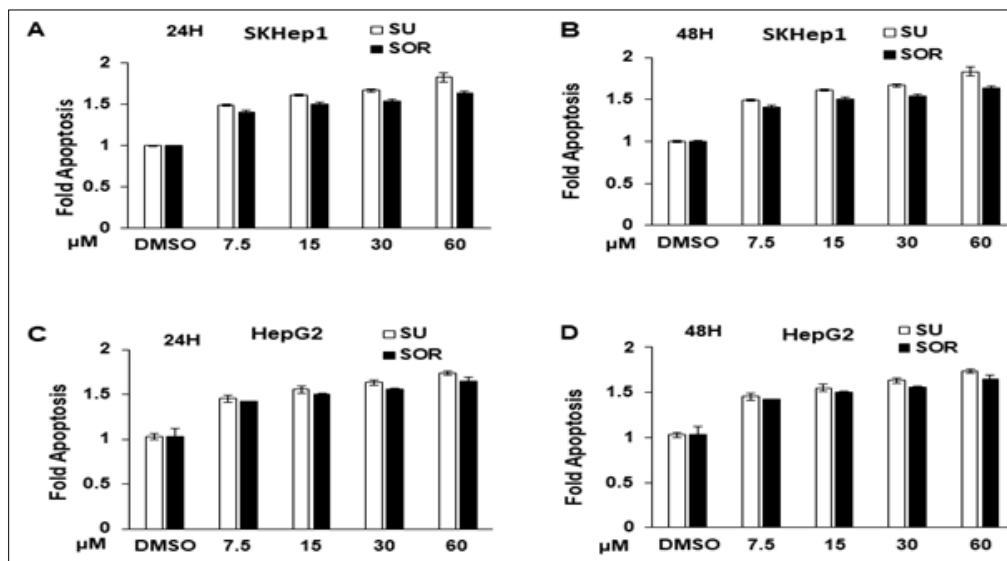 A 24H SKHep1 SU
SOR
Fold Apoptosis
2
1.5
1
0.5
0
µM DMSO 7.5 15 30 60
B 48H SKHep1 SU
SOR
Fold Apoptosis
2
1.5
1
0.5
0
µM DMSO 7.5 15 30 60
C 24H HepG2 SU
SOR
Fold Apoptosis
2
1.5
1
0.5
0
µM DMSO 7.5 15 30 60
D 48H HepG2 SU
SOR
Fold Apoptosis
2
1.5
1
0.5
0
µM DMSO 7.5 15 30 60